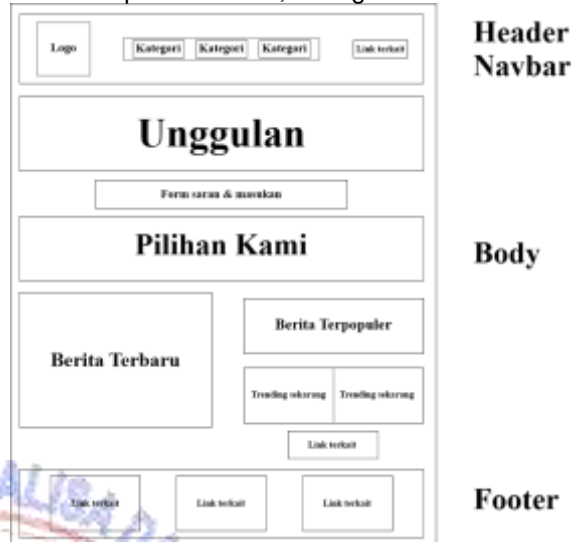 Header
Navbar
Logo
Kategori Kategori Kategori
Link terkait
Unggulan
Form saran & masukan
Pilihan Kami
Body
Berita Terbaru
Berita Terpopuler
Trending sekarang Trending sekarang
Link terkait
Link terkait Link terkait Link terkait
Footer